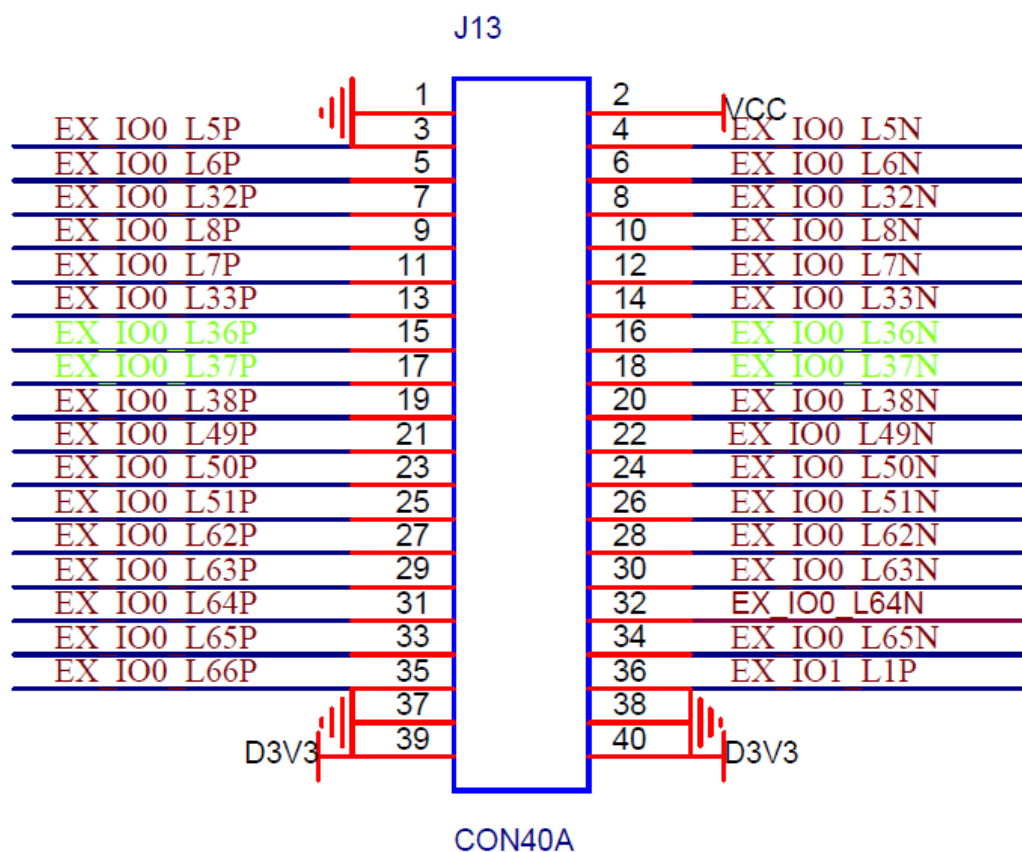 J13
1 2 VCC
EX_IO0_L5P 3 4 EX_IO0_L5N
EX_IO0_L6P 5 6 EX_IO0_L6N
EX_IO0_L32P 7 8 EX_IO0_L32N
EX_IO0_L8P 9 10 EX_IO0_L8N
EX_IO0_L7P 11 12 EX_IO0_L7N
EX_IO0_L33P 13 14 EX_IO0_L33N
EX_IO0_L36P 15 16 EX_IO0_L36N
EX_IO0_L37P 17 18 EX_IO0_L37N
EX_IO0_L38P 19 20 EX_IO0_L38N
EX_IO0_L49P 21 22 EX_IO0_L49N
EX_IO0_L50P 23 24 EX_IO0_L50N
EX_IO0_L51P 25 26 EX_IO0_L51N
EX_IO0_L62P 27 28 EX_IO0_L62N
EX_IO0_L63P 29 30 EX_IO0_L63N
EX_IO0_L64P 31 32 EX_IO0_L64N
EX_IO0_L65P 33 34 EX_IO0_L65N
EX_IO0_L66P 35 36 EX_IO1_L1P
37 38
D3V3 39 40 D3V3
CON40A